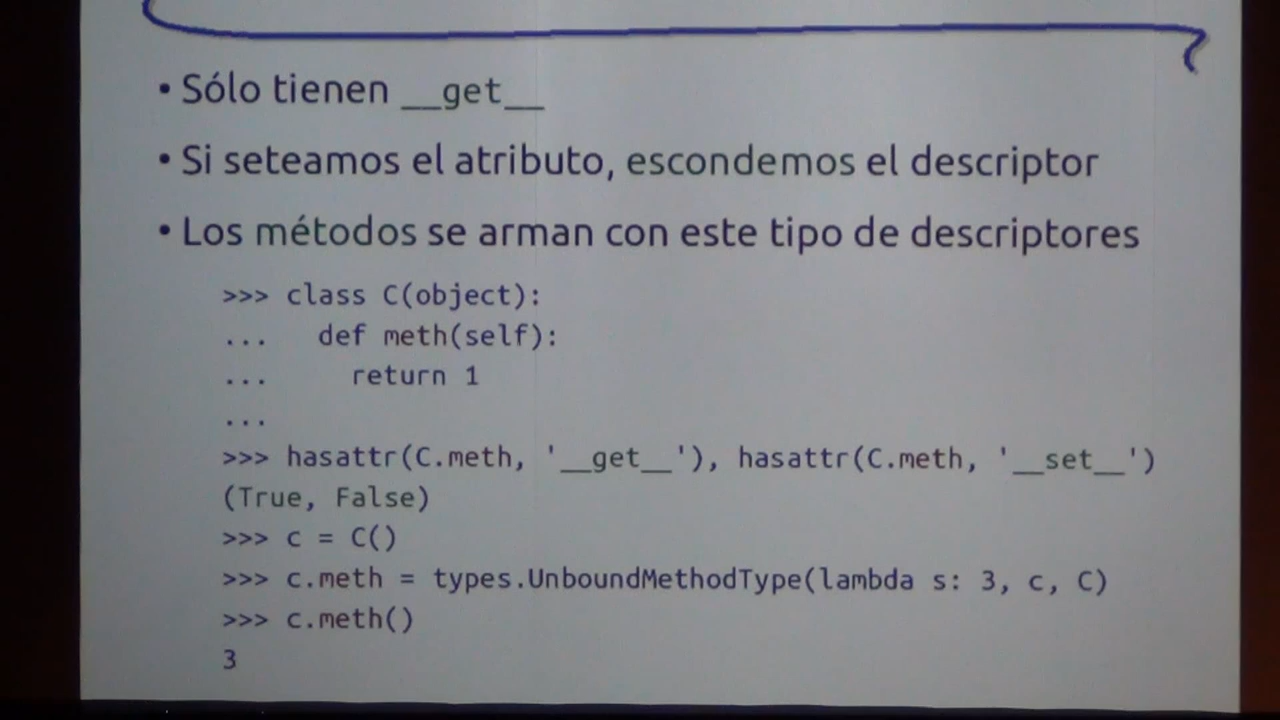 • Sólo tienen __get__
• Si seteamos el atributo, escondemos el descriptor
• Los métodos se arman con este tipo de descriptores
>>> class C(object):
...   def meth(self):
...     return 1
...
>>> hasattr(C.meth, '__get__'), hasattr(C.meth, '__set__')
(True, False)
>>> c = C()
>>> c.meth = types.UnboundMethodType(lambda s: 3, c, C)
>>> c.meth()
3